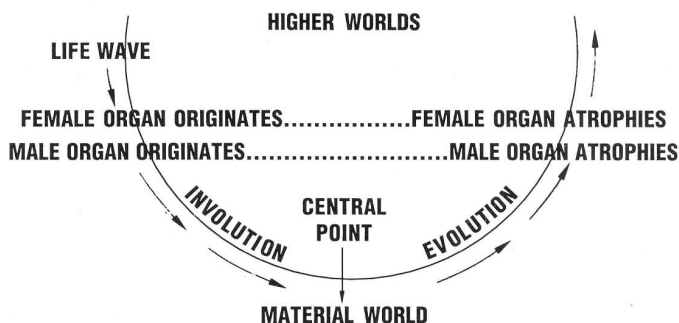 HIGHER WORLDS
LIFE WAVE
FEMALE ORGAN ORIGINATES................FEMALE ORGAN ATROPHIES
MALE ORGAN ORIGINATES.........................MALE ORGAN ATROPHIES
INVOLUTION
CENTRAL
POINT
EVOLUTION
MATERIAL WORLD